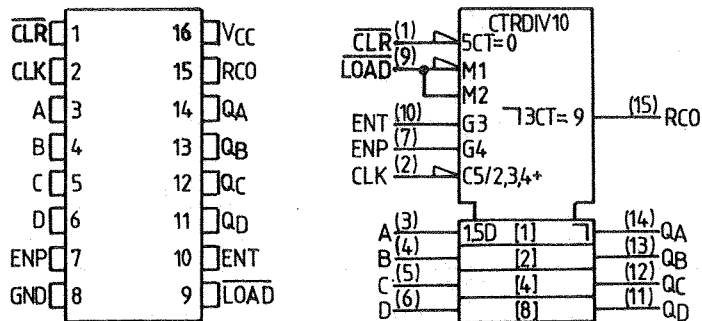 CLR 1 16 VCC
CLK 2 15 RCO
A 3 14 QA
B 4 13 QB
C 5 12 QC
D 6 11 QD
ENP 7 10 ENT
GND 8 9 LOAD
CTRDIV10
CLR (1) 5CT=0
LOAD (9) M1
M2
ENT (10) G3 3CT=9 (15) RCO
ENP (7) G4
CLK (2) C5/2,3,4+
A (3) 1,5D [1] (14) QA
B (4) [2] (13) QB
C (5) [4] (12) QC
D (6) [8] (11) QD